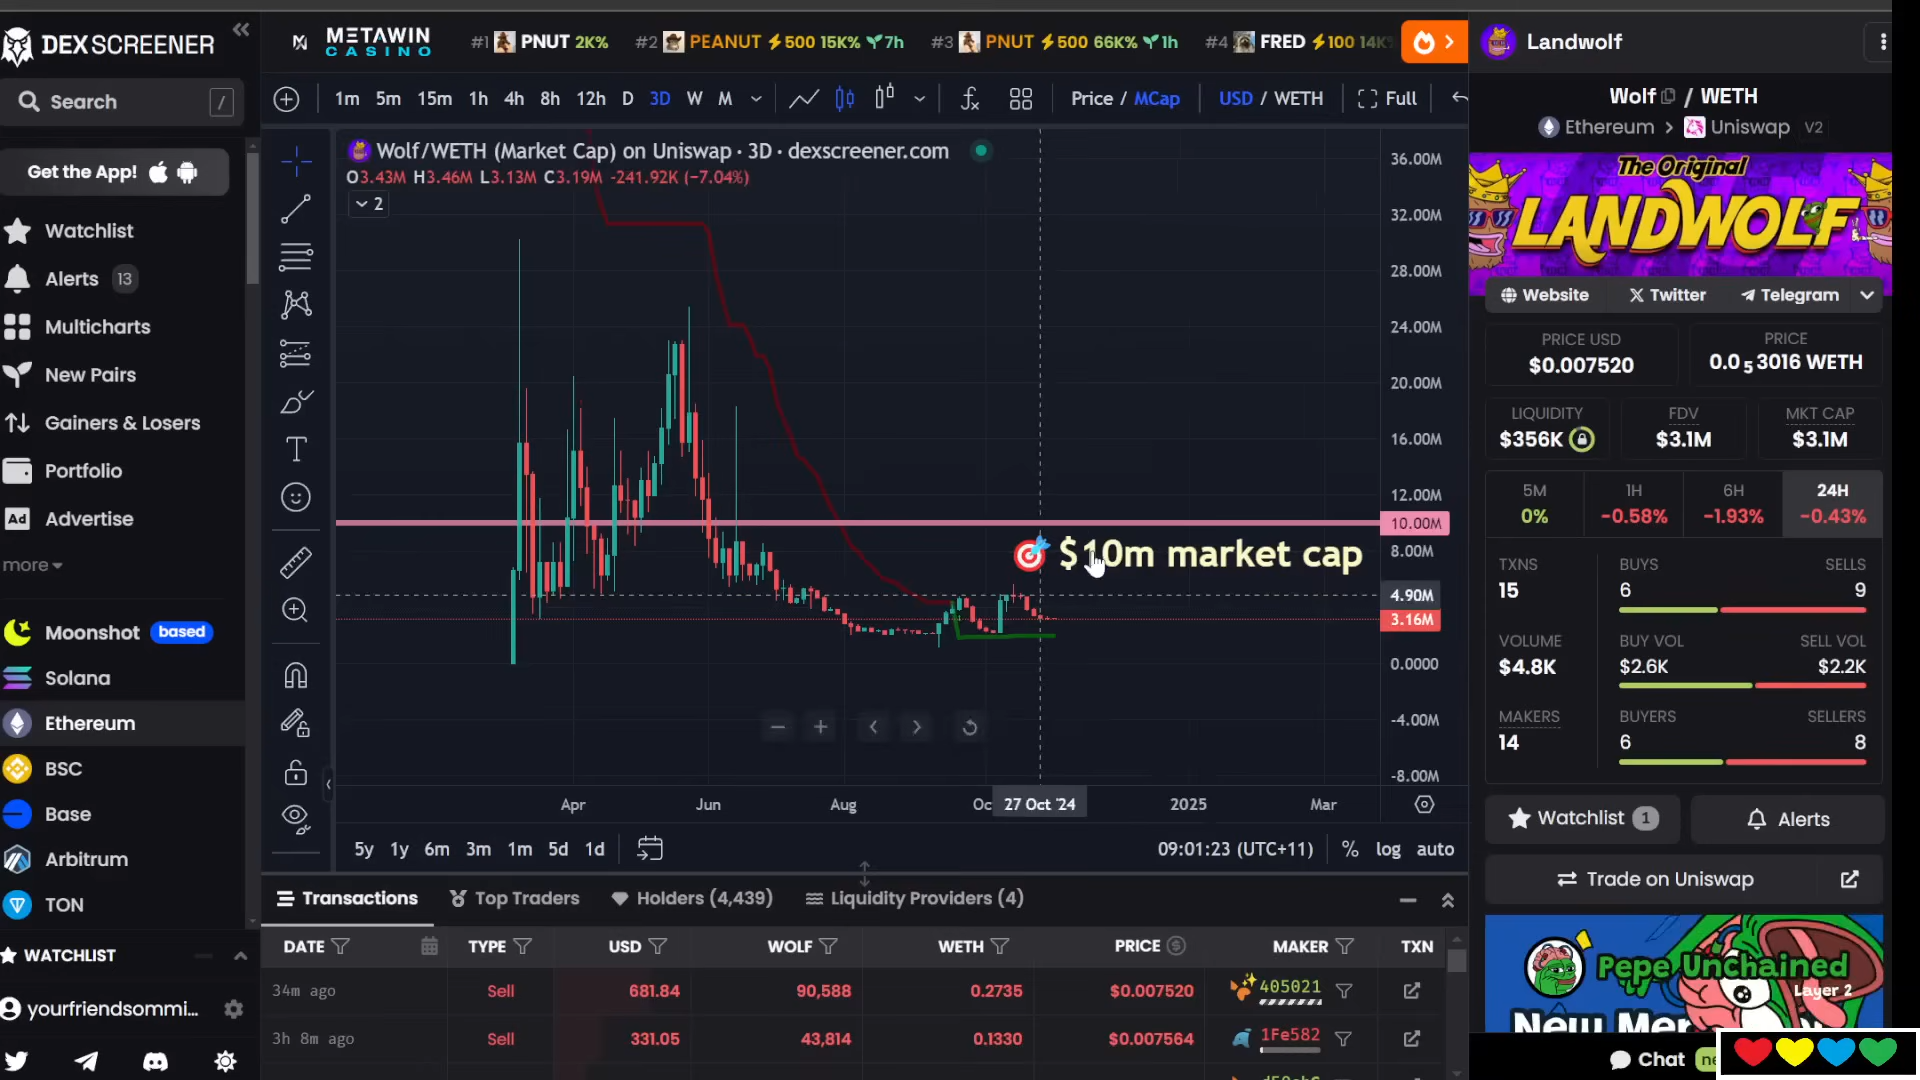 DEX SCREENER
Search
/
Get the App!
Watchlist
Alerts 13
Multicharts
New Pairs
Gainers & Losers
Portfolio
Ad Advertise
more
Moonshot based
Solana
Ethereum
BSC
Base
Arbitrum
TON
WATCHLIST
yourfriendsommi...
METAWIN
CASINO
#1 PNUT 2K% #2 PEANUT 500 15K% 7h #3 PNUT 500 66K% 1h #4 FRED 100 14K
1m 5m 15m 1h 4h 8h 12h D 3D W M Price / MCap USD / WETH Full
Wolf/WETH (Market Cap) on Uniswap · 3D · dexscreener.com
O3.43M H3.46M L3.13M C3.19M -241.92K (−7.04%)
2
36.00M
32.00M
28.00M
24.00M
20.00M
16.00M
12.00M
10.00M
8.00M
4.90M
3.16M
0.0000
-4.00M
-8.00M
$10m market cap
Apr Jun Aug Oc 27 Oct '24 2025 Mar
5y 1y 6m 3m 1m 5d 1d 09:01:23 (UTC+11) % log auto
Transactions Top Traders Holders (4,439) Liquidity Providers (4)
DATE TYPE USD WOLF WETH PRICE MAKER TXN
34m ago Sell 681.84 90,588 0.2735 $0.007520 405021
3h 8m ago Sell 331.05 43,814 0.1330 $0.007564 1Fe582
Landwolf
Wolf / WETH
Ethereum > Uniswap V2
The Original
LANDWOLF
Website Twitter Telegram
PRICE USD PRICE
$0.007520 0.0₅3016 WETH
LIQUIDITY FDV MKT CAP
$356K $3.1M $3.1M
5M 1H 6H 24H
0% −0.58% −1.93% −0.43%
TXNS BUYS SELLS
15 6 9
VOLUME BUY VOL SELL VOL
$4.8K $2.6K $2.2K
MAKERS BUYERS SELLERS
14 6 8
Watchlist 1 Alerts
Trade on Uniswap
Pepe Unchained
Layer 2
Chat